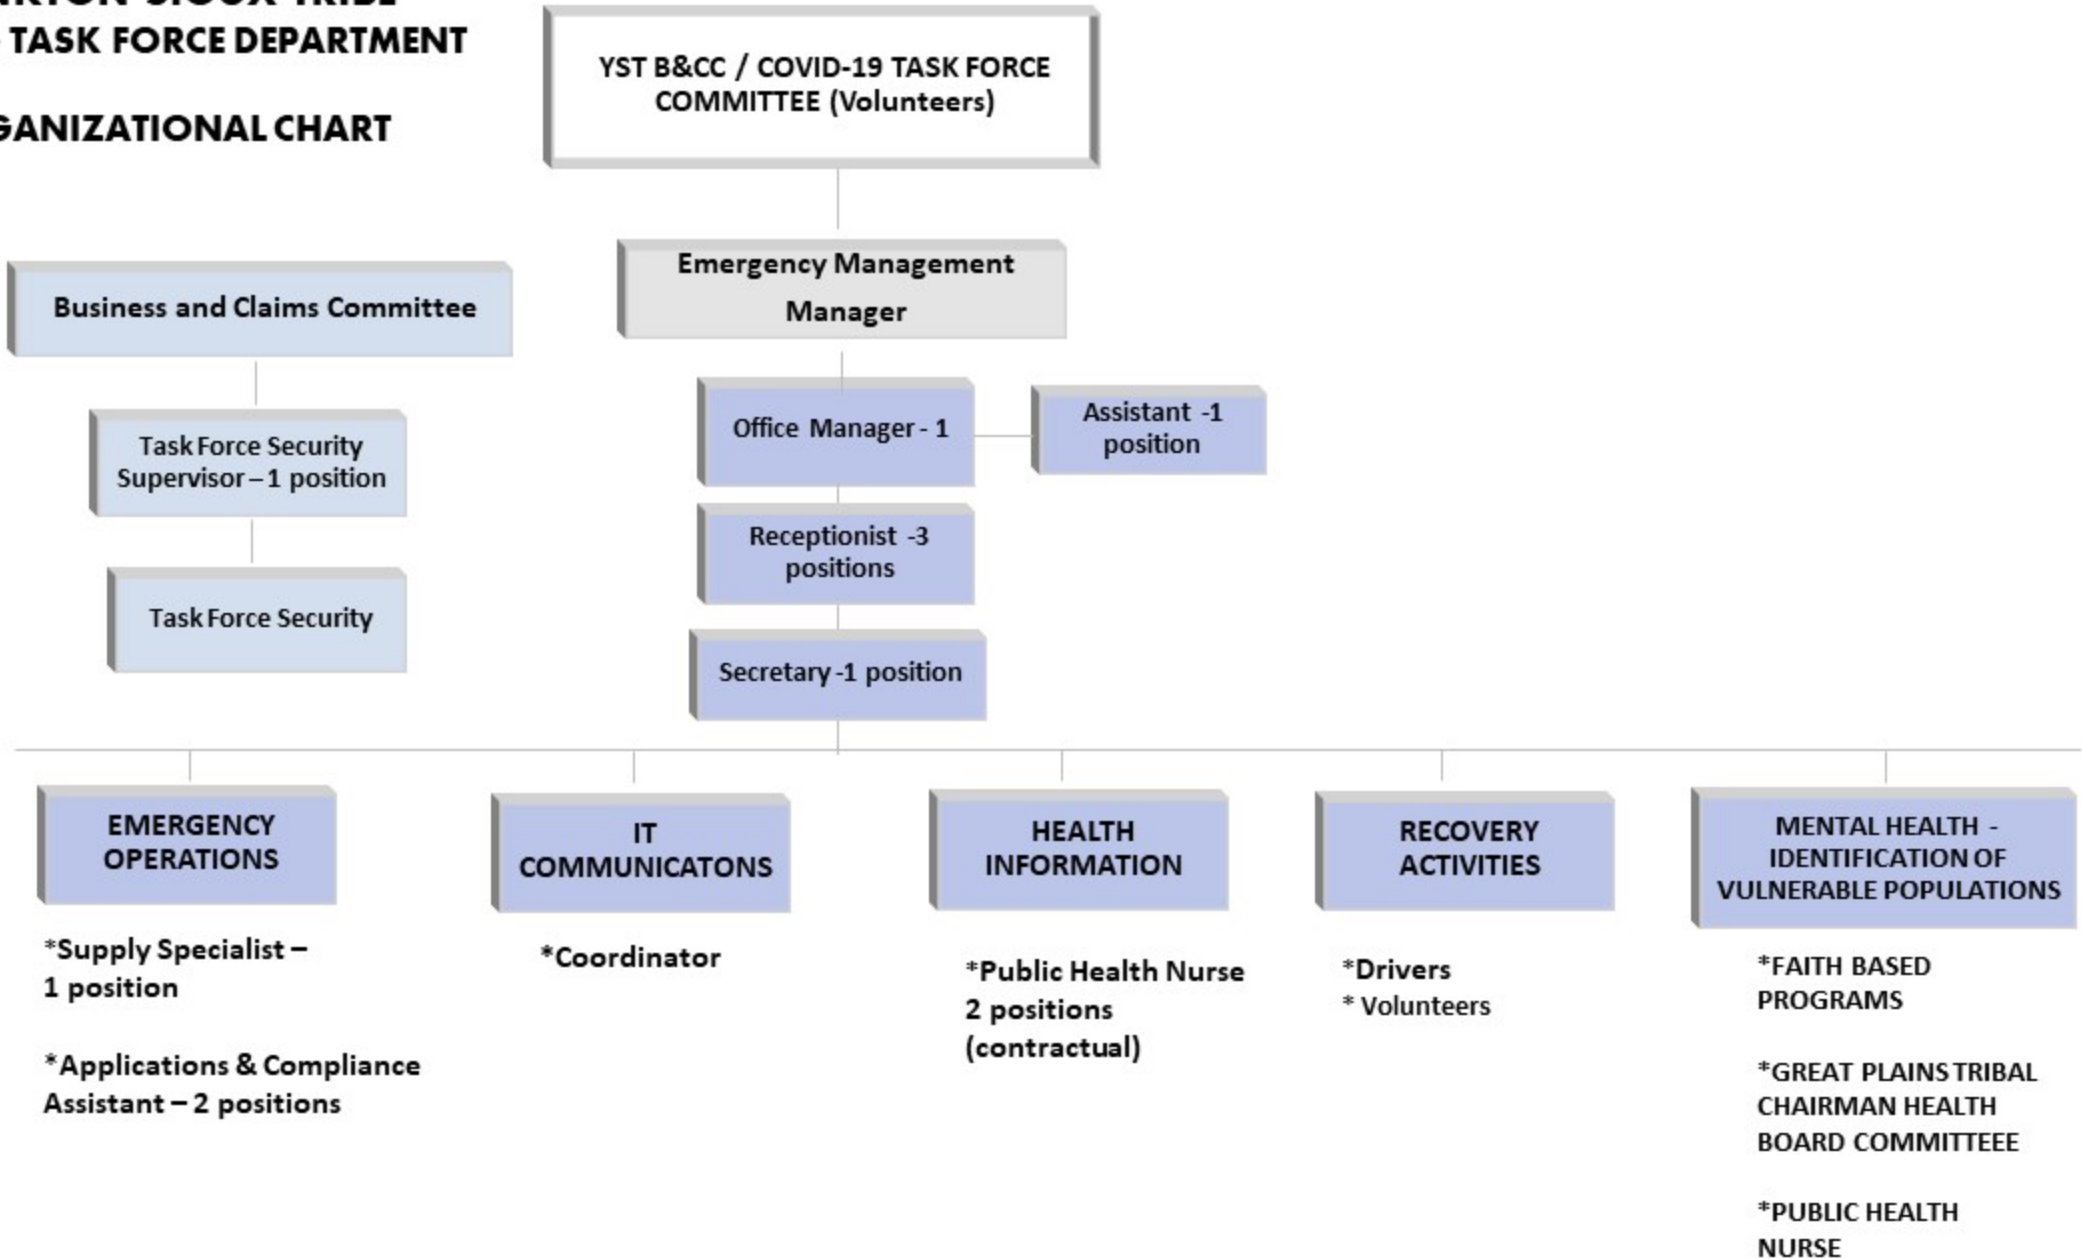 TASK FORCE DEPARTMENT
ORGANIZATIONAL CHART
YST B&CC / COVID-19 TASK FORCE
COMMITTEE (Volunteers)
Emergency Management
Manager
Business and Claims Committee
Task Force Security
Supervisor – 1 position
Task Force Security
Office Manager - 1
Assistant -1
position
Receptionist -3
positions
Secretary -1 position
EMERGENCY
OPERATIONS
*Supply Specialist –
1 position
*Applications & Compliance
Assistant – 2 positions
IT
COMMUNICATONS
*Coordinator
HEALTH
INFORMATION
*Public Health Nurse
2 positions
(contractual)
RECOVERY
ACTIVITIES
*Drivers
* Volunteers
MENTAL HEALTH -
IDENTIFICATION OF
VULNERABLE POPULATIONS
*FAITH BASED
PROGRAMS
*GREAT PLAINS TRIBAL
CHAIRMAN HEALTH
BOARD COMMITTEEE
*PUBLIC HEALTH
NURSE